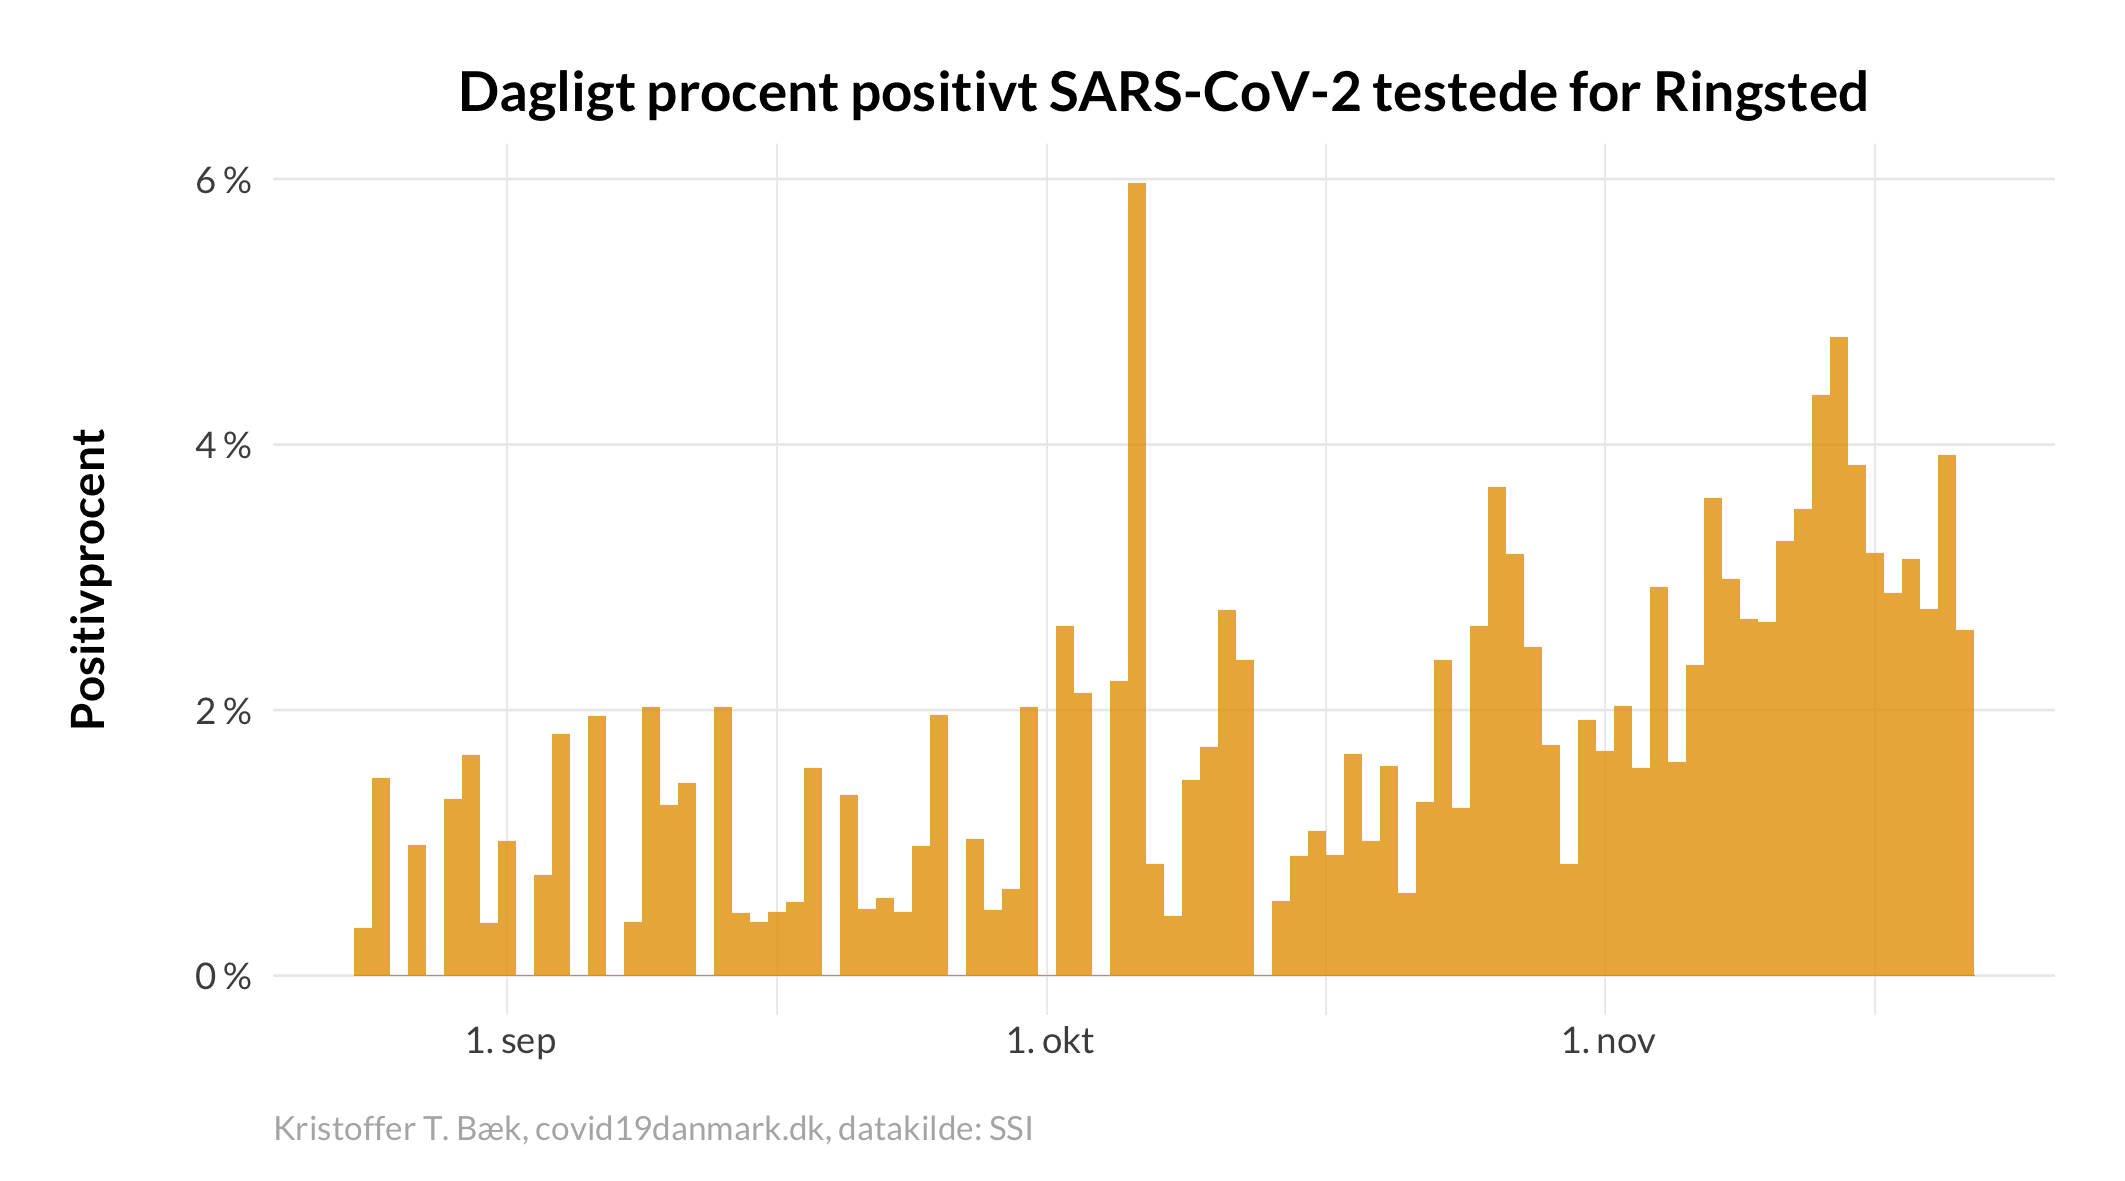 Dagligt procent positivt SARS-CoV-2 testede for Ringsted
Positivprocent
6 %
4 %
2 %
0 %
1. sep
1. okt
1. nov
Kristoffer T. Bæk, covid19danmark.dk, datakilde: SSI